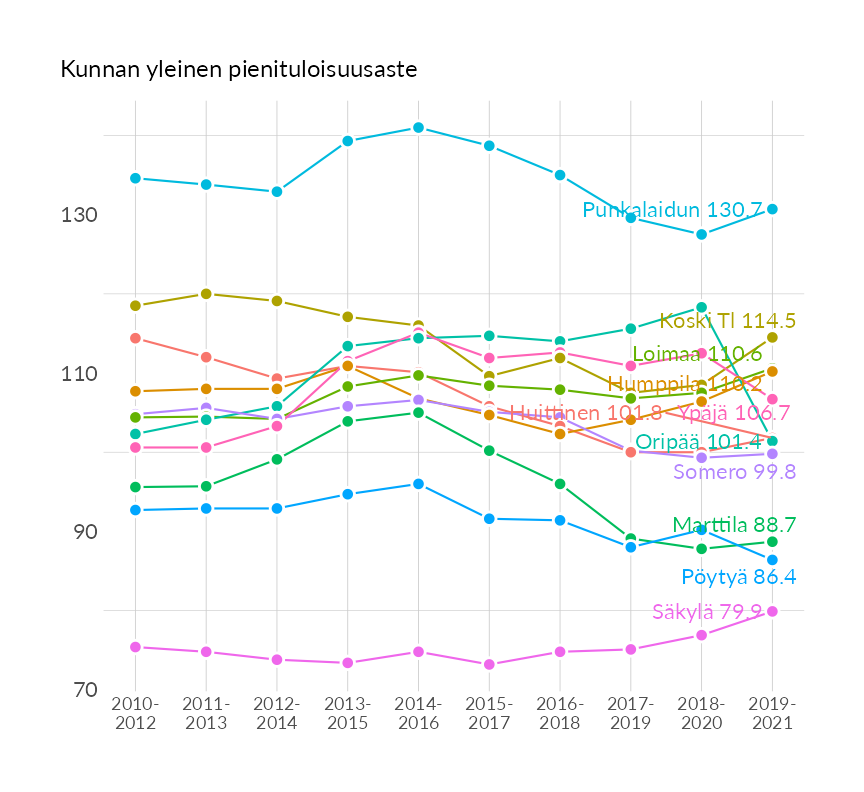 Kunnan yleinen pienituloisuusaste
130
Punkalaidun 130.7
Koski Tl 114.5
Loimaa 110.6
110
Humppila 110.2
Huittinen 101.8
Ypäjä 106.7
Oripää 101.4
Somero 99.8
90
Marttila 88.7
Pöytyä 86.4
Säkylä 79.9
70
2010-
2012
2011-
2013
2012-
2014
2013-
2015
2014-
2016
2015-
2017
2016-
2018
2017-
2019
2018-
2020
2019-
2021